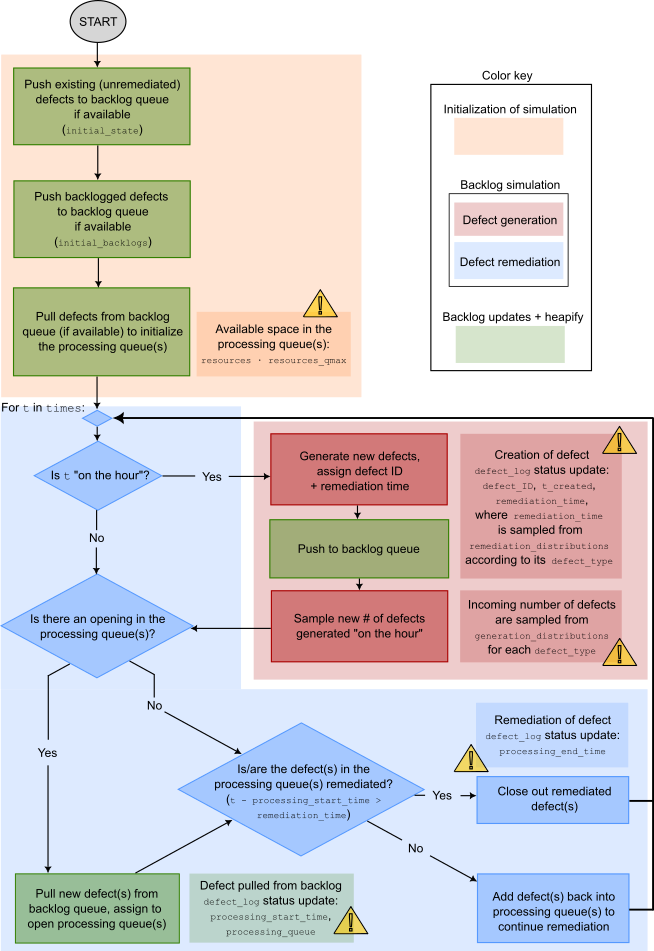 START
Push existing (unremediated)
defects to backlog queue
if available
(initial_state)
Push backlogged defects
to backlog queue
if available
(initial_backlogs)
Pull defects from backlog
queue (if available) to initialize
the processing queue(s)
Available space in the
processing queue(s):
resources · resources_qmax
Color key
Initialization of simulation
Backlog simulation
Defect generation
Defect remediation
Backlog updates + heapify
For t in times:
Is t "on the hour"?
Yes
No
Generate new defects,
assign defect ID
+ remediation time
Push to backlog queue
Sample new # of defects
generated "on the hour"
Creation of defect
defect_log status update:
defect_ID, t_created,
remediation_time,
where remediation_time
is sampled from
remediation_distributions
according to its defect_type
Incoming number of defects
are sampled from
generation_distributions
for each defect_type
Is there an opening in the
processing queue(s)?
No
Yes
Is/are the defect(s) in the
processing queue(s) remediated?
(t - processing_start_time >
remediation_time)
Yes
No
Remediation of defect
defect_log status update:
processing_end_time
Close out remediated
defect(s)
Add defect(s) back into
processing queue(s) to
continue remediation
Pull new defect(s) from
backlog queue, assign to
open processing queue(s)
Defect pulled from backlog
defect_log status update:
processing_start_time,
processing_queue